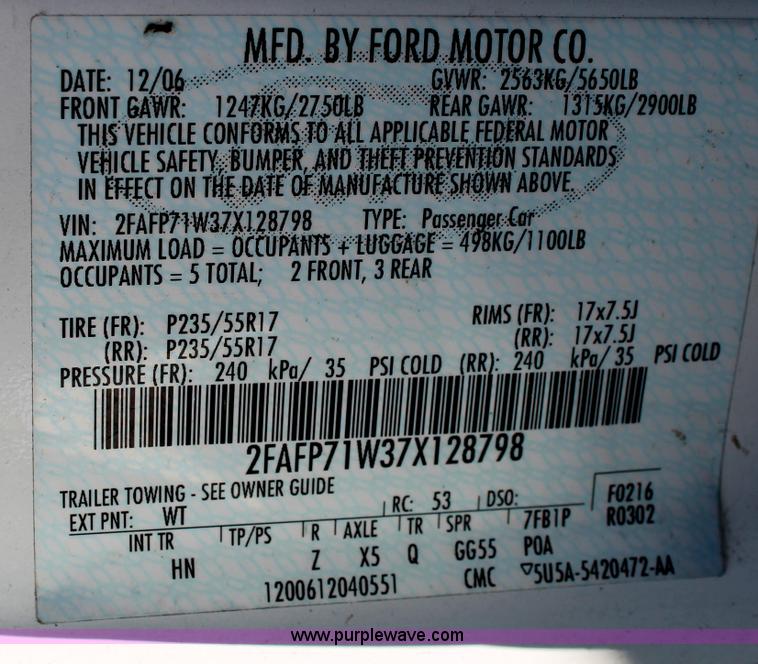 MFD. BY FORD MOTOR CO.
DATE: 12/06 GVWR: 2563KG/5650LB
FRONT GAWR: 1247KG/2750LB REAR GAWR: 1315KG/2900LB
THIS VEHICLE CONFORMS TO ALL APPLICABLE FEDERAL MOTOR
VEHICLE SAFETY, BUMPER, AND THEFT PREVENTION STANDARDS
IN EFFECT ON THE DATE OF MANUFACTURE SHOWN ABOVE.
VIN: 2FAFP71W37X128798 TYPE: Passenger Car
MAXIMUM LOAD = OCCUPANTS + LUGGAGE = 498KG/1100LB
OCCUPANTS = 5 TOTAL; 2 FRONT, 3 REAR
TIRE (FR): P235/55R17 RIMS (FR): 17x7.5J
(RR): P235/55R17 (RR): 17x7.5J
PRESSURE (FR): 240 kPa/ 35 PSI COLD (RR): 240 kPa/ 35 PSI COLD
2FAFP71W37X128798
TRAILER TOWING - SEE OWNER GUIDE
EXT PNT: WT RC: 53 DSO: F0216
INT TR TP/PS R AXLE TR SPR 7FB1P R0302
HN Z X5 Q GG55 POA
1200612040551 CMC ▽5U5A-5420472-AA
www.purplewave.com